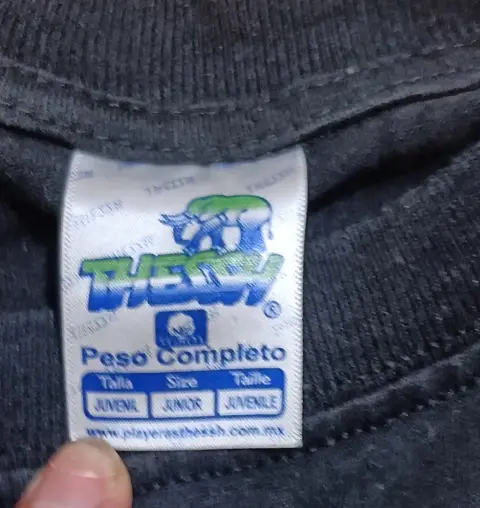 THESSH
©
Peso Completo
Talla Size Taille
JUVENIL JUNIOR JUVENILE
www.playerasthessh.com.mx